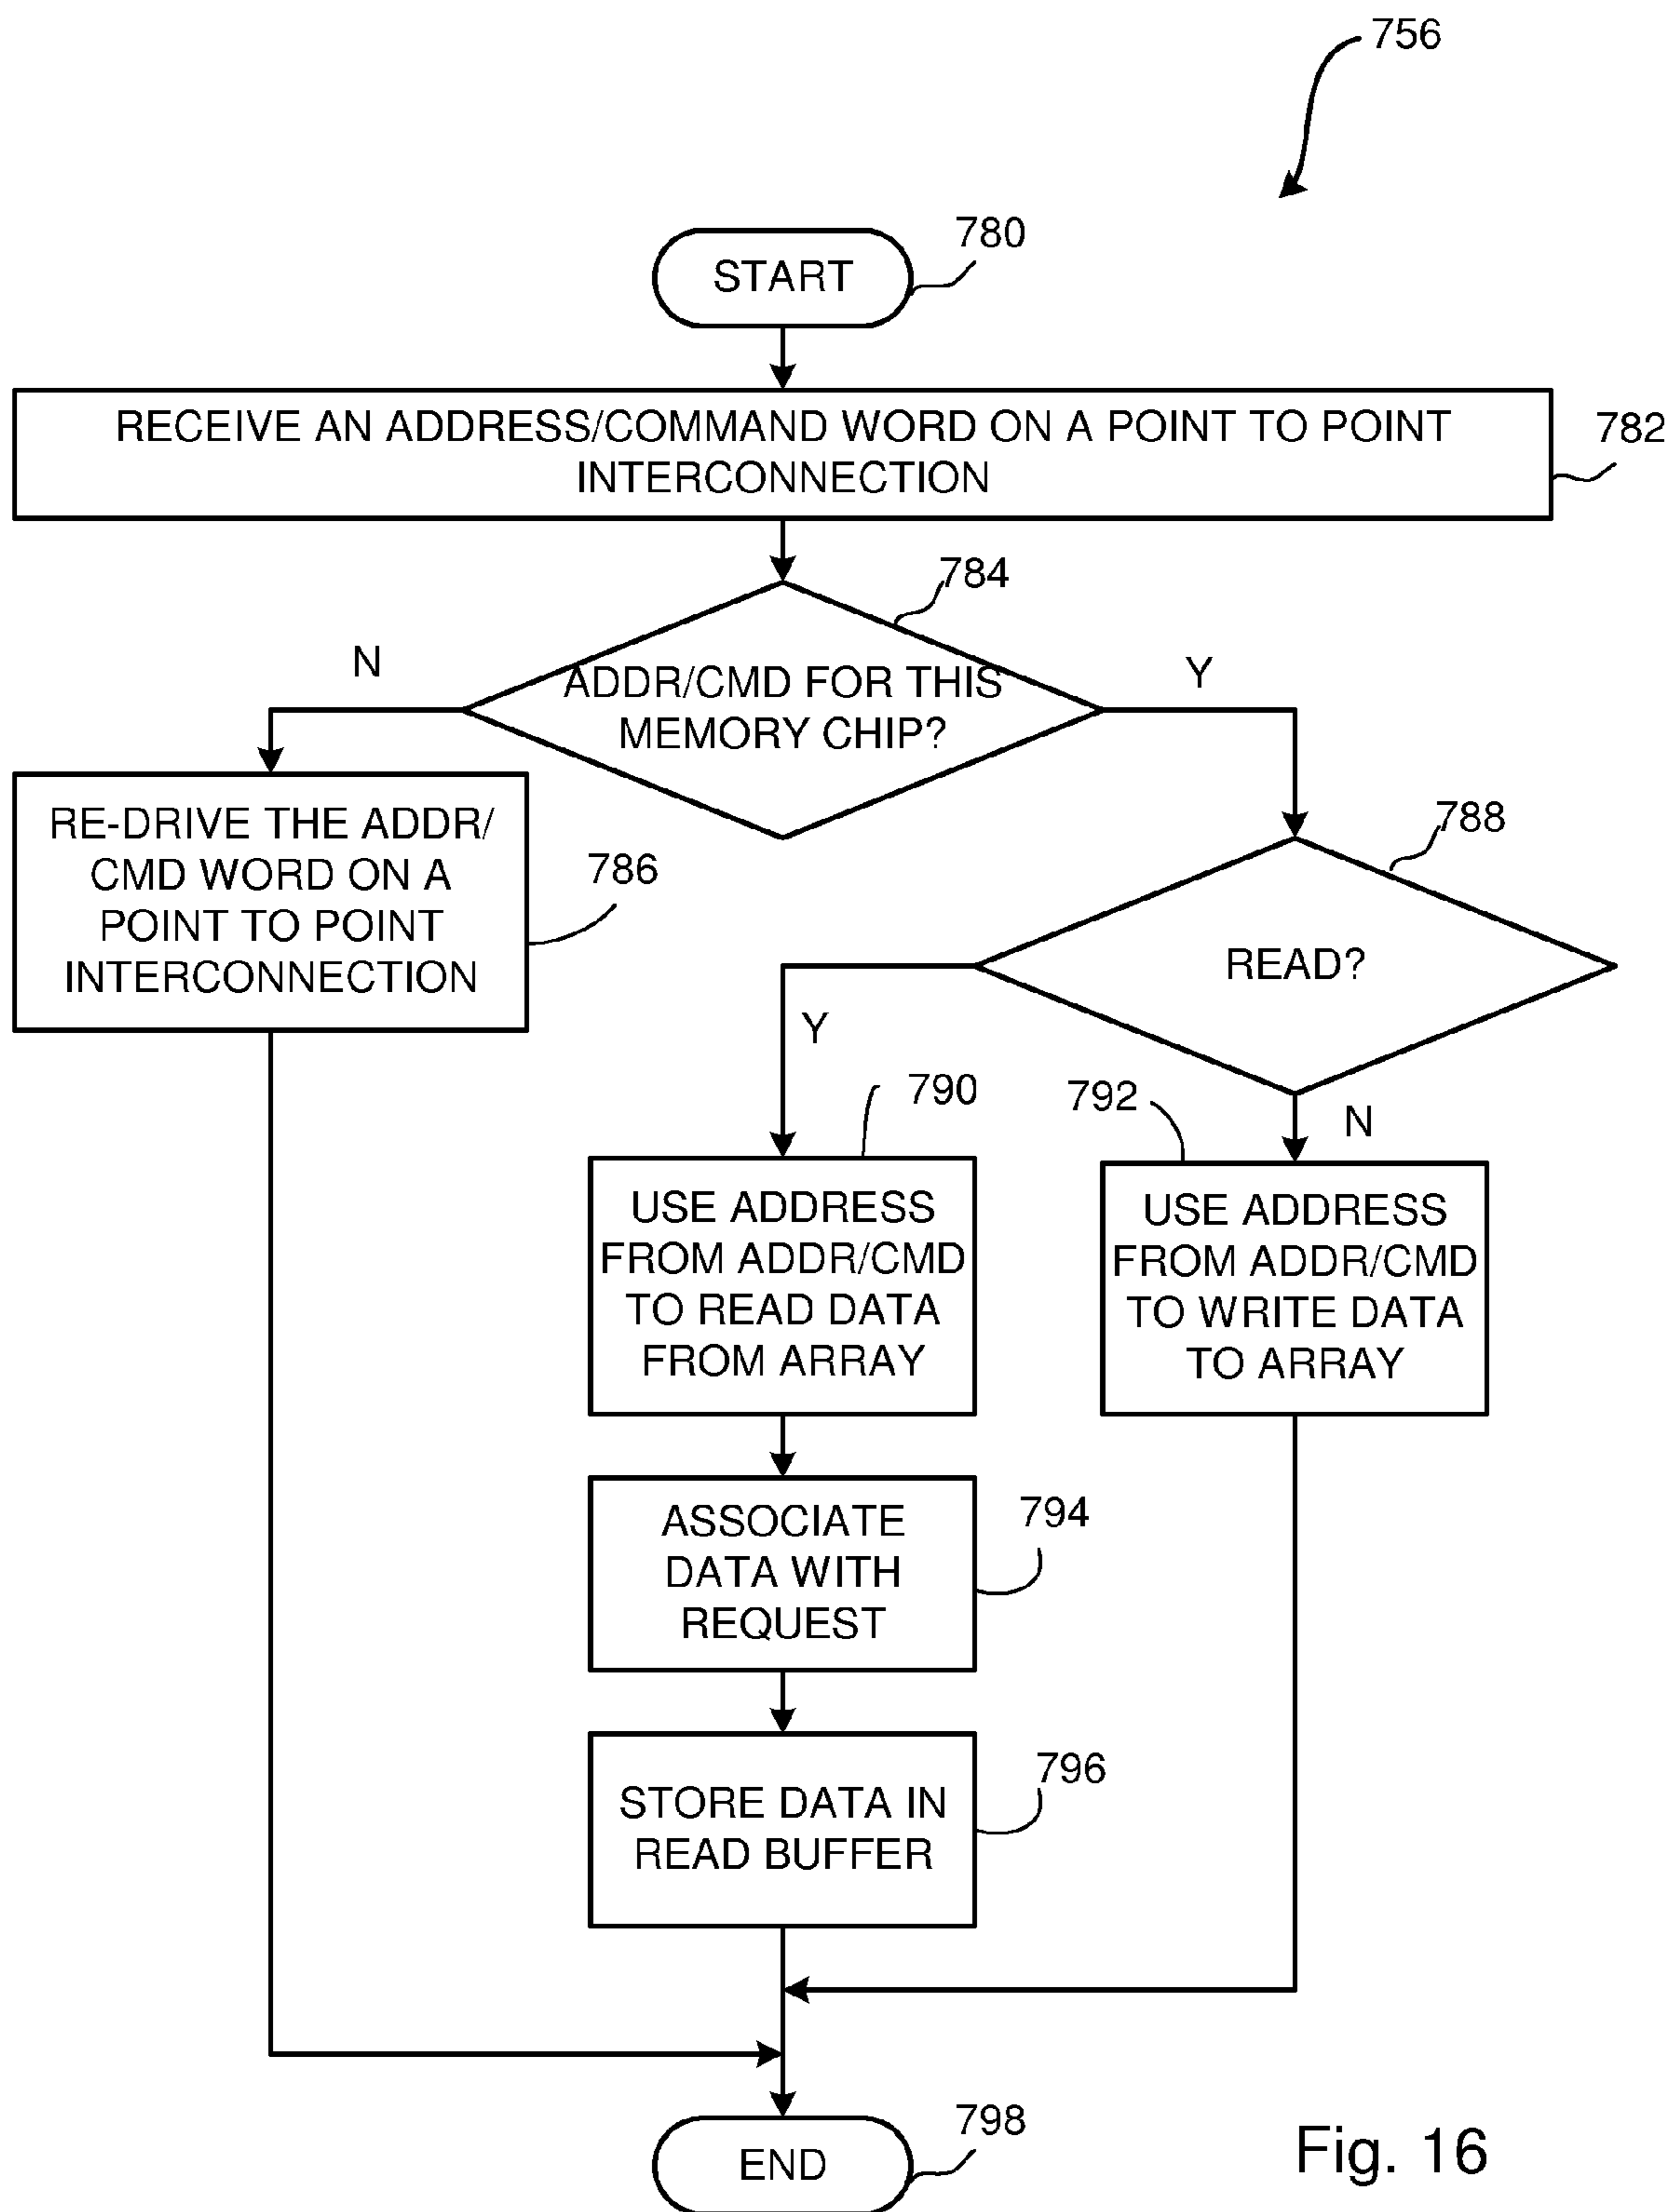 756
780
START
RECEIVE AN ADDRESS/COMMAND WORD ON A POINT TO POINT
INTERCONNECTION
782
784
N
ADDR/CMD FOR THIS
MEMORY CHIP?
Y
RE-DRIVE THE ADDR/
CMD WORD ON A
POINT TO POINT
INTERCONNECTION
786
788
READ?
Y
790
792
N
USE ADDRESS
FROM ADDR/CMD
TO READ DATA
FROM ARRAY
USE ADDRESS
FROM ADDR/CMD
TO WRITE DATA
TO ARRAY
ASSOCIATE
DATA WITH
REQUEST
794
STORE DATA IN
READ BUFFER
796
798
END
Fig. 16